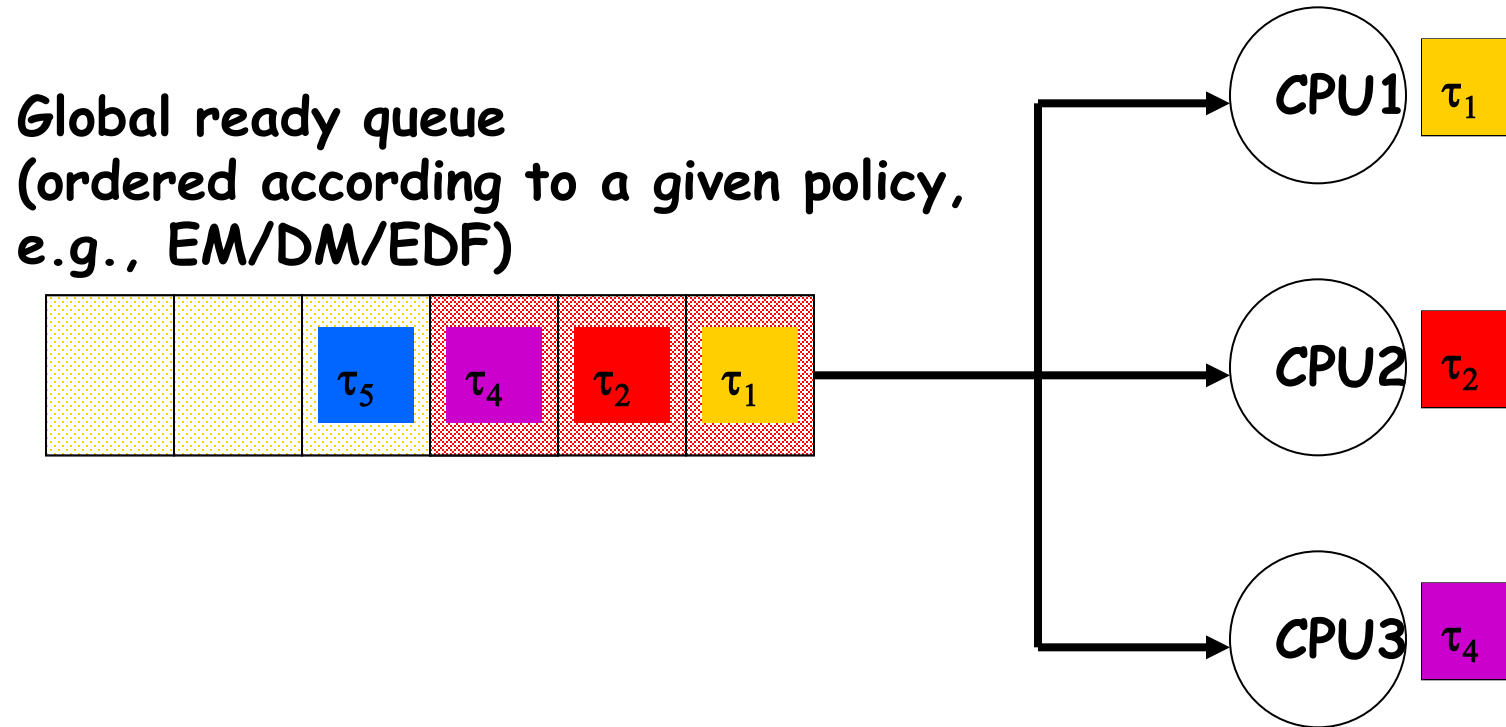 Global ready queue
(ordered according to a given policy,
e.g., EM/DM/EDF)
τ5 τ4 τ2 τ1
CPU1 τ1
CPU2 τ2
CPU3 τ4